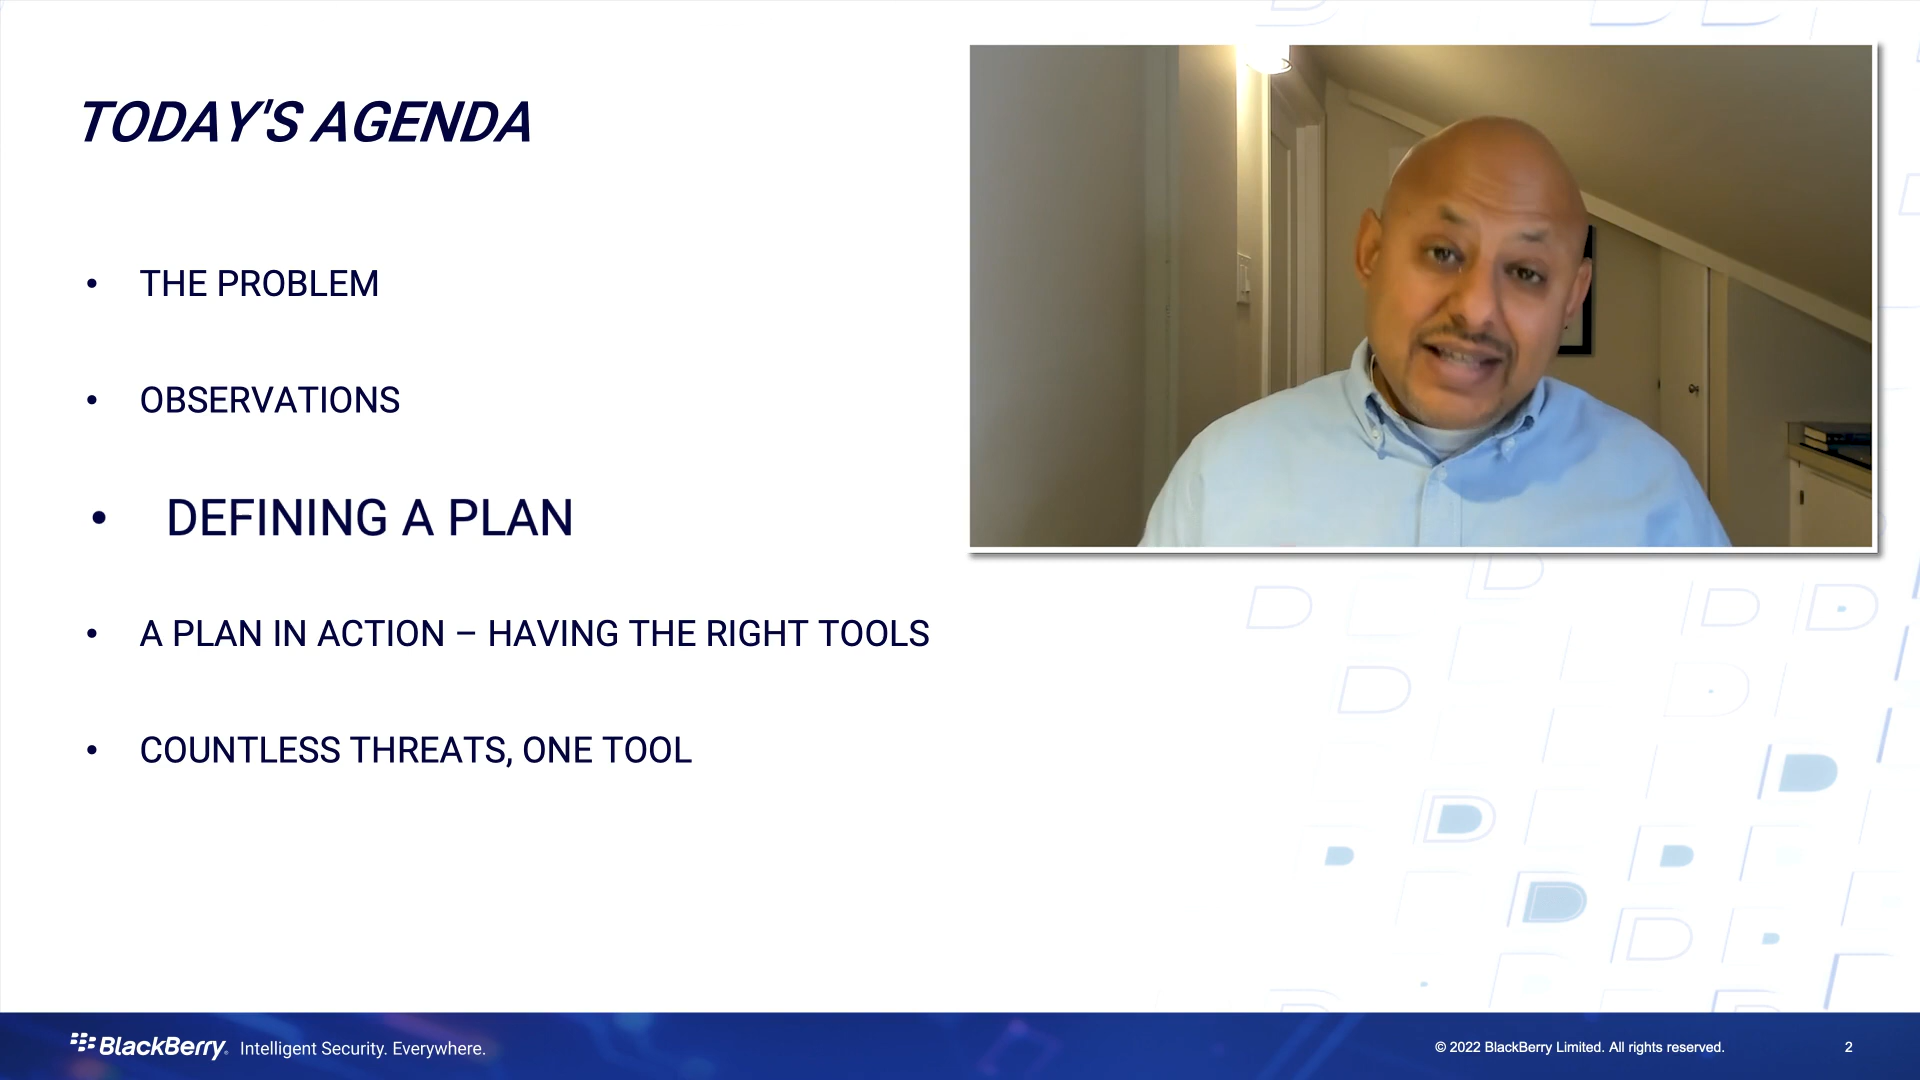 TODAY'S AGENDA
• THE PROBLEM
• OBSERVATIONS
• DEFINING A PLAN
• A PLAN IN ACTION – HAVING THE RIGHT TOOLS
• COUNTLESS THREATS, ONE TOOL
BlackBerry. Intelligent Security. Everywhere.
© 2022 BlackBerry Limited. All rights reserved. 2